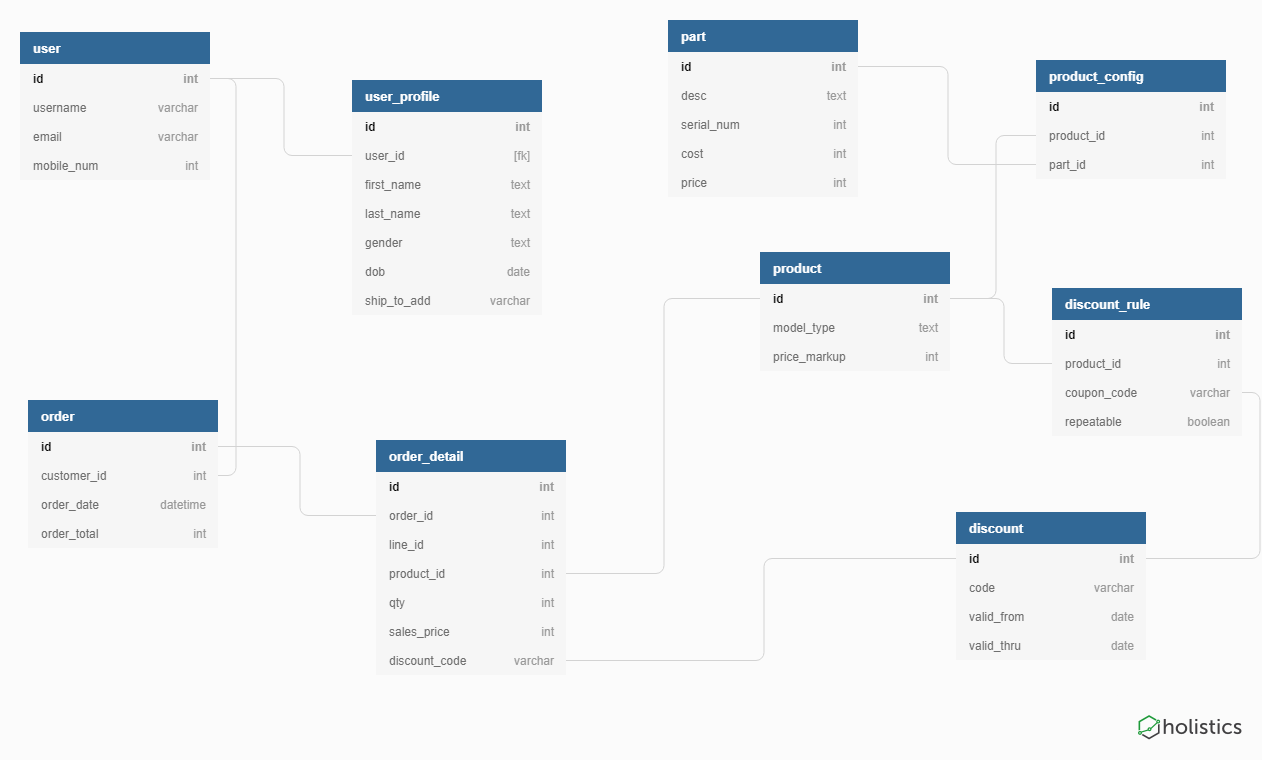 user
id int
username varchar
email varchar
mobile_num int
user_profile
id int
user_id [fk]
first_name text
last_name text
gender text
dob date
ship_to_add varchar
part
id int
desc text
serial_num int
cost int
price int
product_config
id int
product_id int
part_id int
product
id int
model_type text
price_markup int
discount_rule
id int
product_id int
coupon_code varchar
repeatable boolean
order
id int
customer_id int
order_date datetime
order_total int
order_detail
id int
order_id int
line_id int
product_id int
qty int
sales_price int
discount_code varchar
discount
id int
code varchar
valid_from date
valid_thru date
holistics